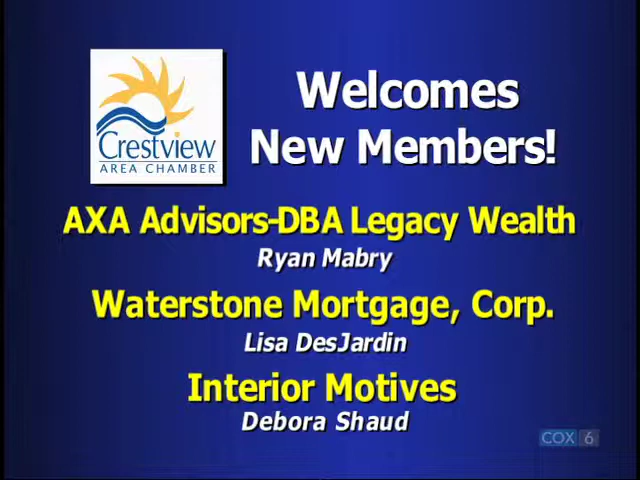 Crestview
AREA CHAMBER
Welcomes
New Members!
AXA Advisors-DBA Legacy Wealth
Ryan Mabry
Waterstone Mortgage, Corp.
Lisa DesJardin
Interior Motives
Debora Shaud
COX 6